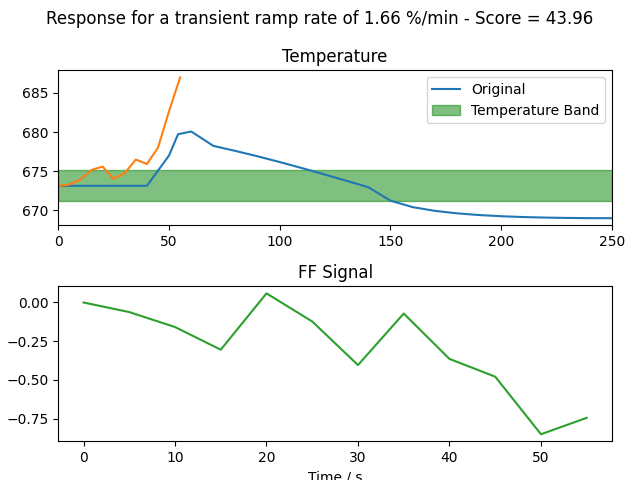 Response for a transient ramp rate of 1.66 %/min - Score = 43.96
Temperature
685
680
675
670
Original
Temperature Band
0 50 100 150 200 250
FF Signal
0.00
−0.25
−0.50
−0.75
0 10 20 30 40 50
Time / s